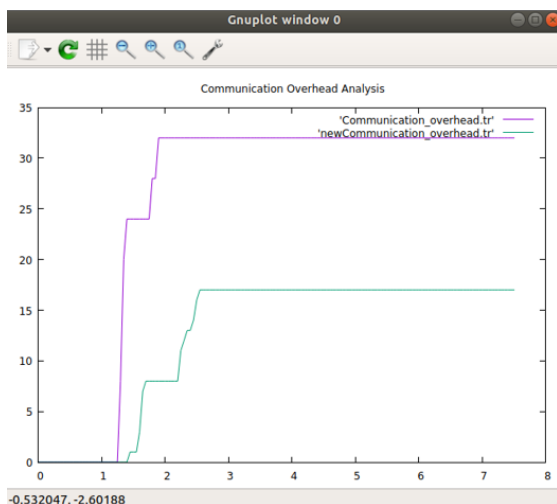 Gnuplot window 0
Communication Overhead Analysis
35
'Communication_overhead.tr'
'newCommunication_overhead.tr'
30
25
20
15
10
5
0
0 1 2 3 4 5 6 7 8
-0.532047, -2.60188